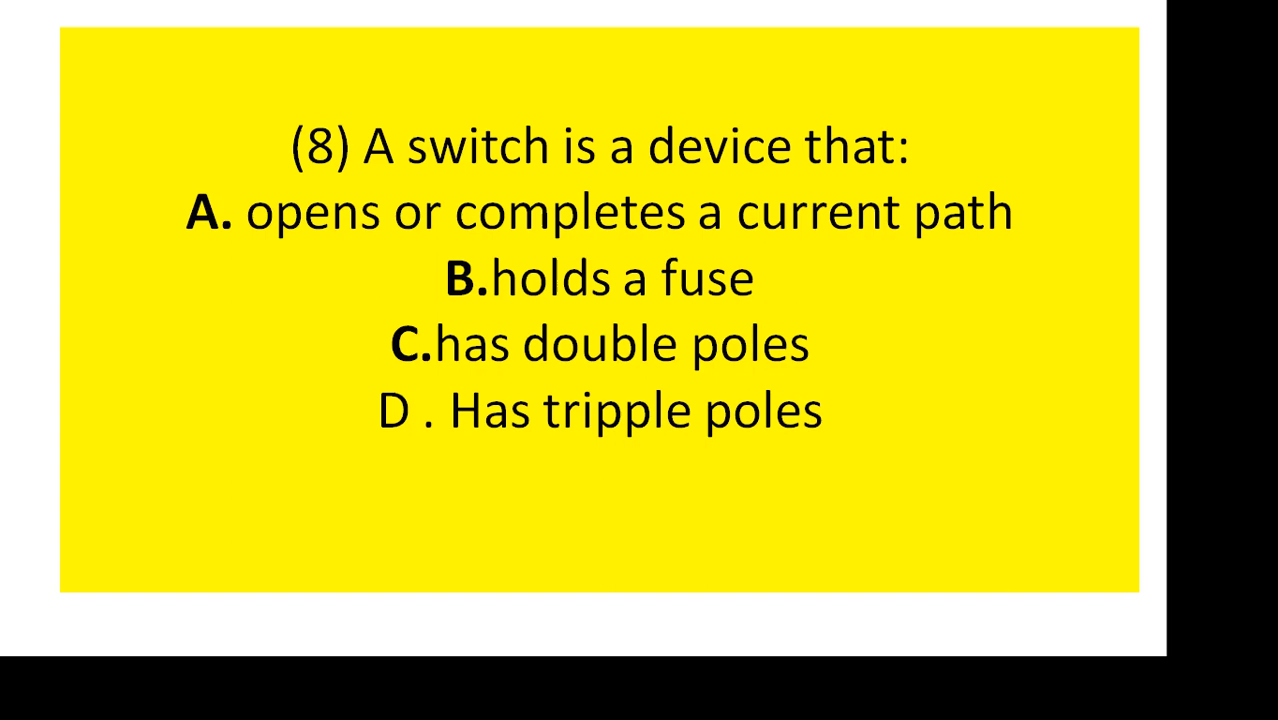 (8) A switch is a device that:
A. opens or completes a current path
B.holds a fuse
C.has double poles
D . Has tripple poles